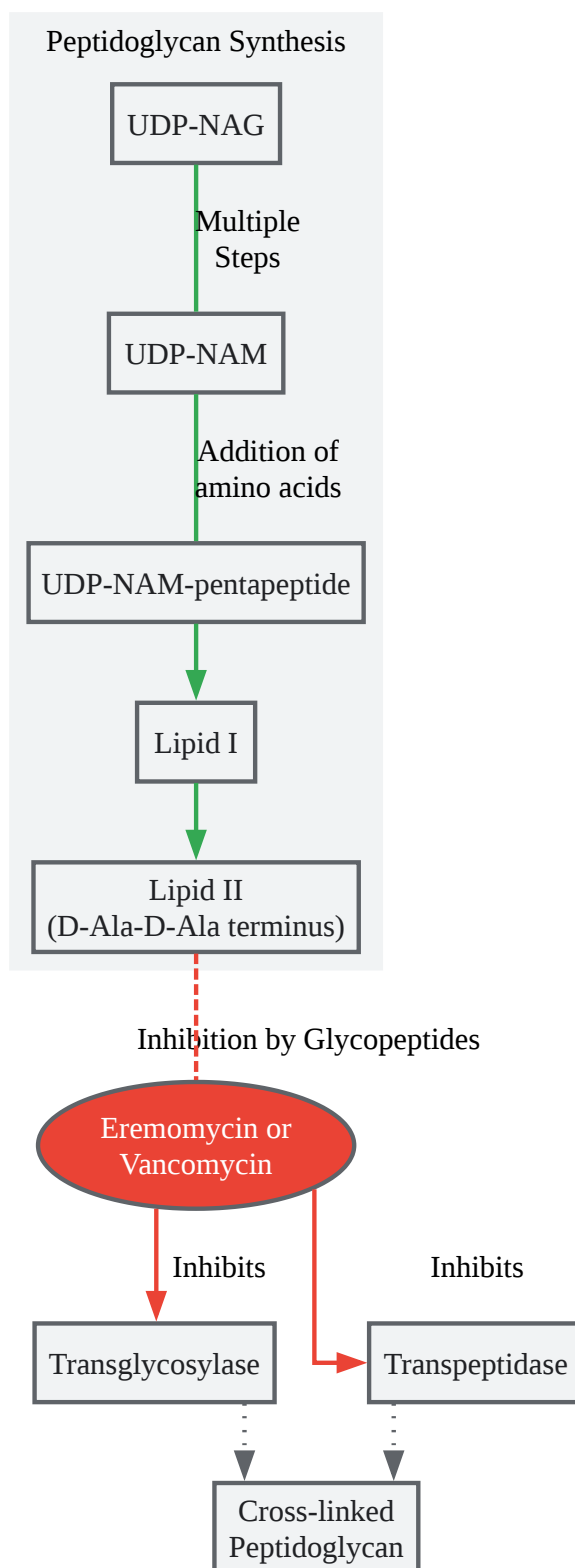 Peptidoglycan Synthesis
UDP-NAG
Multiple
Steps
UDP-NAM
Addition of
amino acids
UDP-NAM-pentapeptide
Lipid I
Lipid II
(D-Ala-D-Ala terminus)
Inhibition by Glycopeptides
Eremomycin or
Vancomycin
Inhibits
Inhibits
Transglycosylase
Transpeptidase
Cross-linked
Peptidoglycan